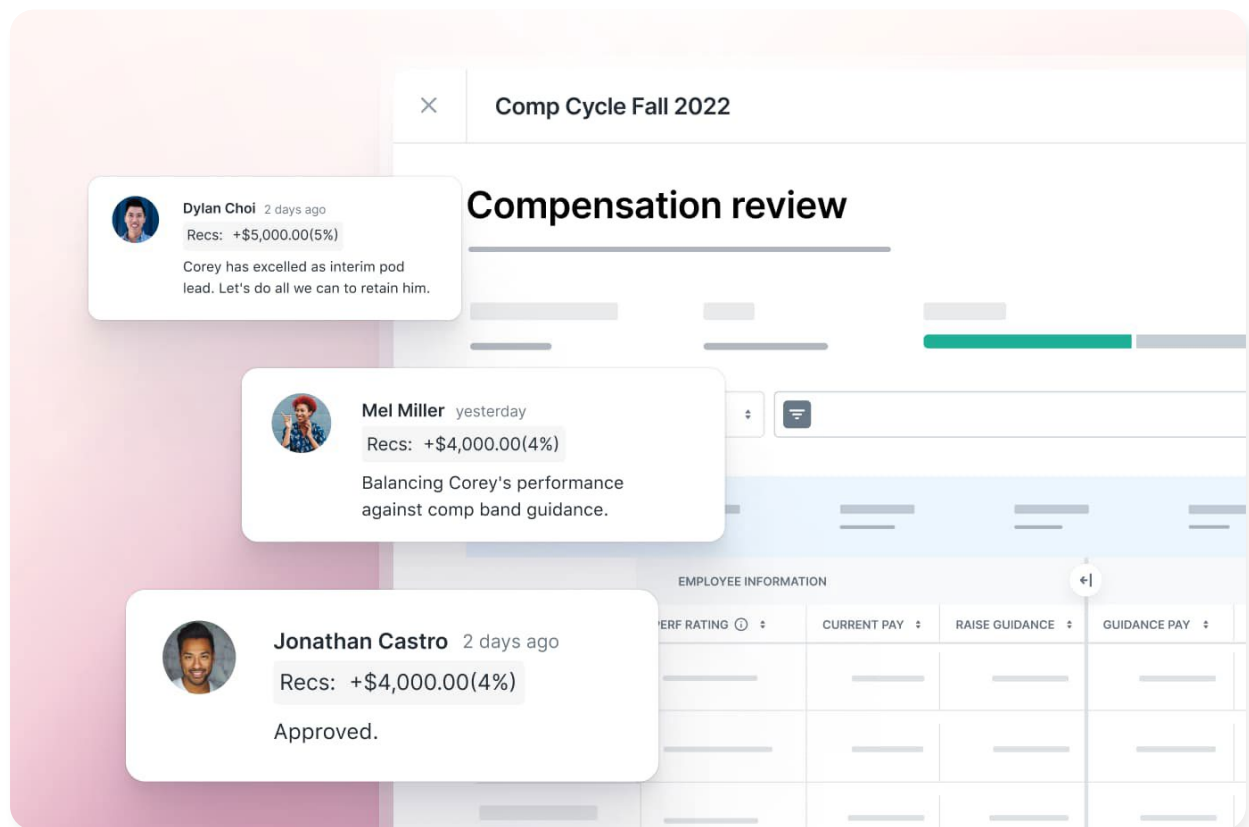 Comp Cycle Fall 2022
Compensation review
Dylan Choi 2 days ago
Recs: +$5,000.00(5%)
Corey has excelled as interim pod
lead. Let's do all we can to retain him.
Mel Miller yesterday
Recs: +$4,000.00(4%)
Balancing Corey's performance
against comp band guidance.
EMPLOYEE INFORMATION
ERF RATING CURRENT PAY RAISE GUIDANCE GUIDANCE PAY
Jonathan Castro 2 days ago
Recs: +$4,000.00(4%)
Approved.